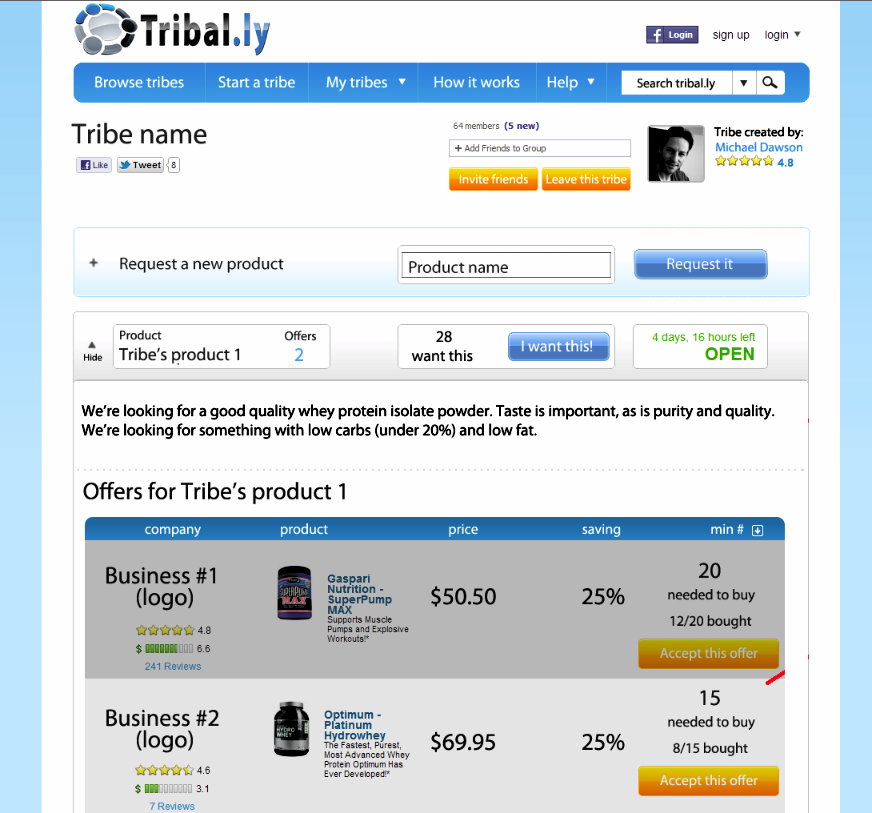 Tribal.ly
Login sign up login
Browse tribes Start a tribe My tribes How it works Help Search tribal.ly
Tribe name
Like Tweet 8
64 members (5 new)
+ Add Friends to Group
Invite friends Leave this tribe
Tribe created by:
Michael Dawson
4.8
+ Request a new product Product name Request it
Hide
Product Offers
Tribe's product 1 2
28
want this
I want this!
4 days, 16 hours left
OPEN
We're looking for a good quality whey protein isolate powder. Taste is important, as is purity and quality.
We're looking for something with low carbs (under 20%) and low fat.
Offers for Tribe's product 1
company product price saving min #
Business #1
(logo)
4.8
$ 6.6
241 Reviews
SUPERPUMP
MAX
Gaspari
Nutrition -
SuperPump
MAX
Supports Muscle
Pumps and Explosive
Workouts!*
$50.50
25%
20
needed to buy
12/20 bought
Accept this offer
Business #2
(logo)
4.6
$ 3.1
7 Reviews
HYDRO
WHEY
Optimum -
Platinum
Hydrowhey
The Fastest, Purest,
Most Advanced Whey
Protein Optimum Has
Ever Developed!*
$69.95
25%
15
needed to buy
8/15 bought
Accept this offer